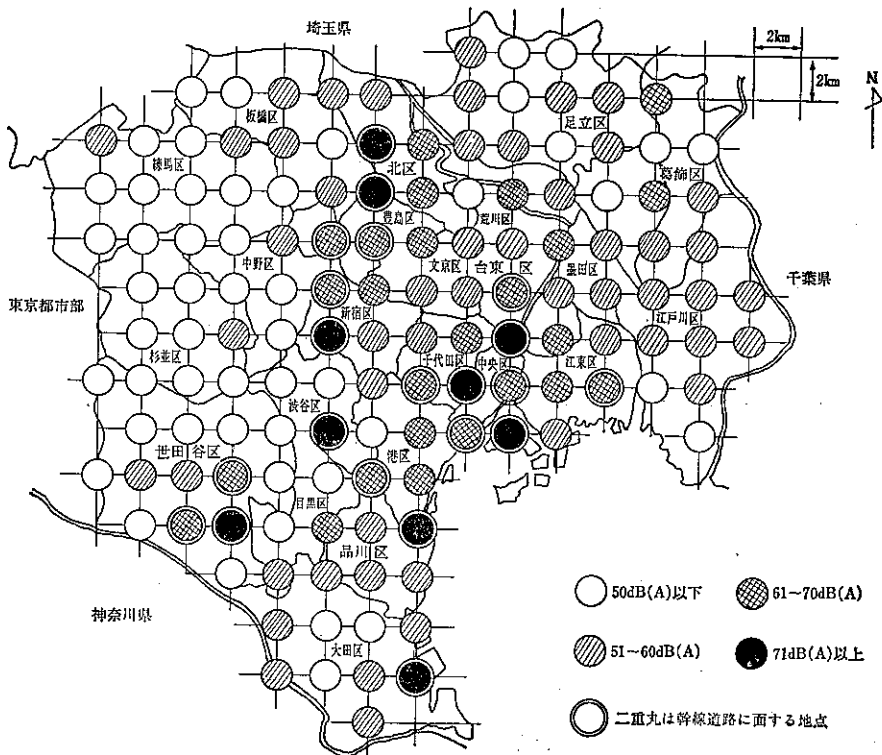 埼玉県
2km
2km
N
板橋区
足立区
練馬区
北区
葛飾区
豊島区
荒川区
中野区
文京区
台東区
墨田区
千葉県
東京都市部
新宿区
江戸川区
杉並区
千代田区
中央区
江東区
渋谷区
世田谷区
港区
目黒区
品川区
神奈川県
大田区
50dB(A)以下
61~70dB(A)
51~60dB(A)
71dB(A)以上
二重丸は幹線道路に面する地点